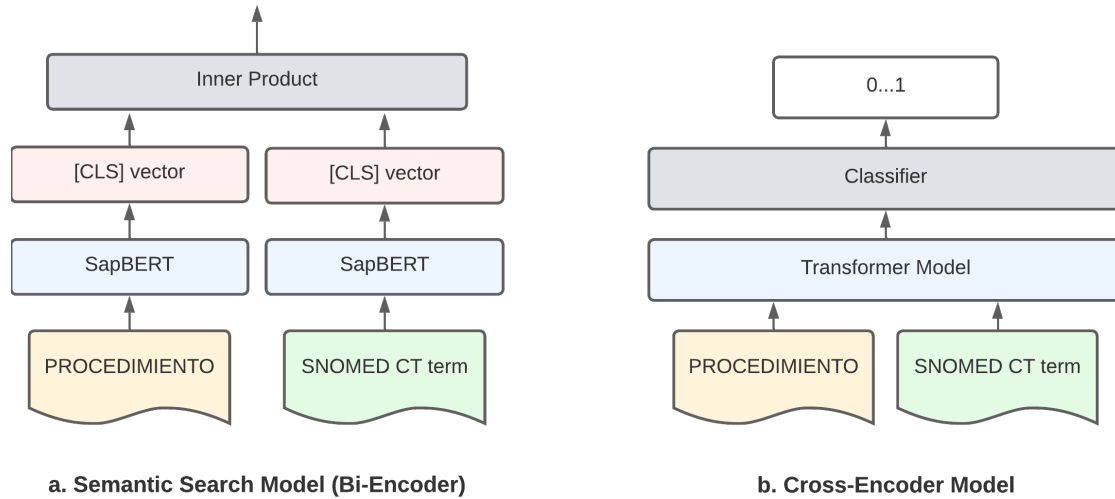 Inner Product
[CLS] vector
[CLS] vector
SapBERT
SapBERT
PROCEDIMIENTO
SNOMED CT term
a. Semantic Search Model (Bi-Encoder)
0...1
Classifier
Transformer Model
PROCEDIMIENTO
SNOMED CT term
b. Cross-Encoder Model